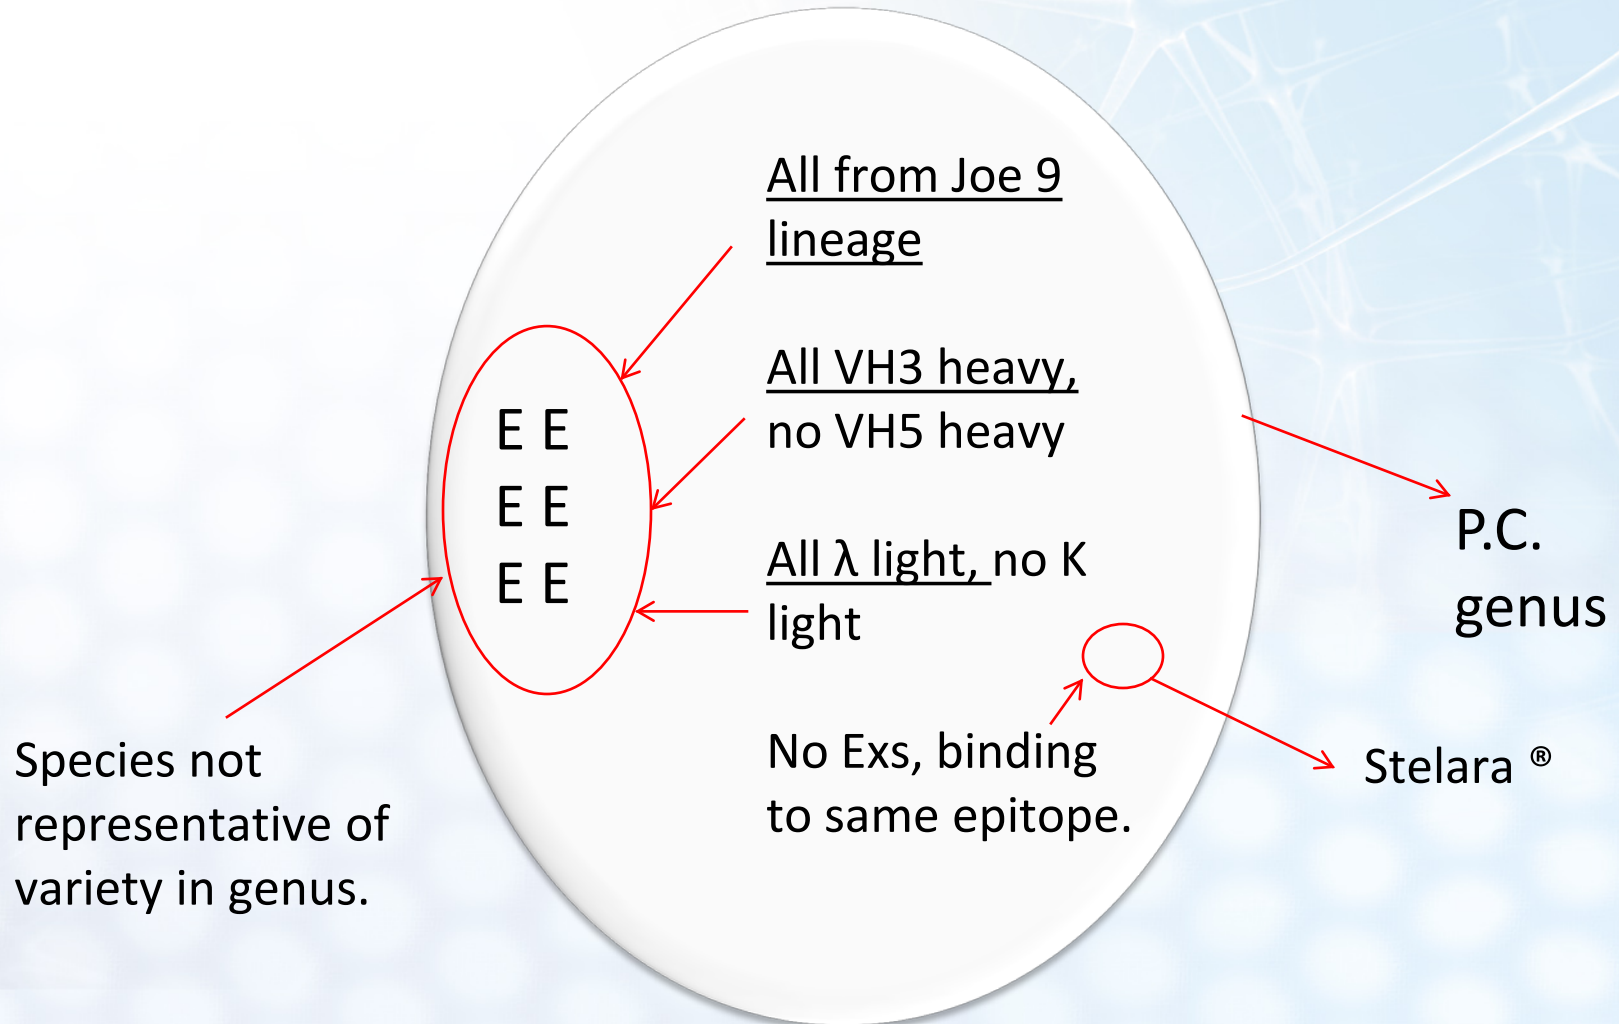 All from Joe 9
lineage
All VH3 heavy,
no VH5 heavy
All λ light, no K
light
No Exs, binding
to same epitope.
E E
E E
E E
P.C.
genus
Stelara ®
Species not
representative of
variety in genus.